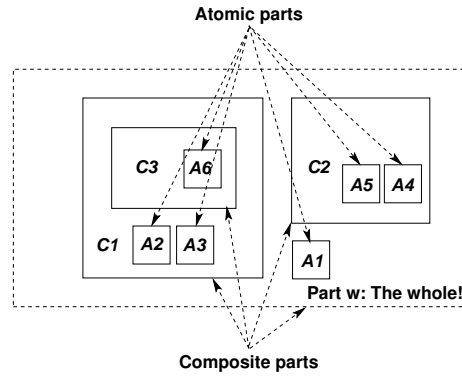 Atomic parts
C3
A6
C2
A5
A4
C1
A2
A3
A1
Part w: The whole!
Composite parts